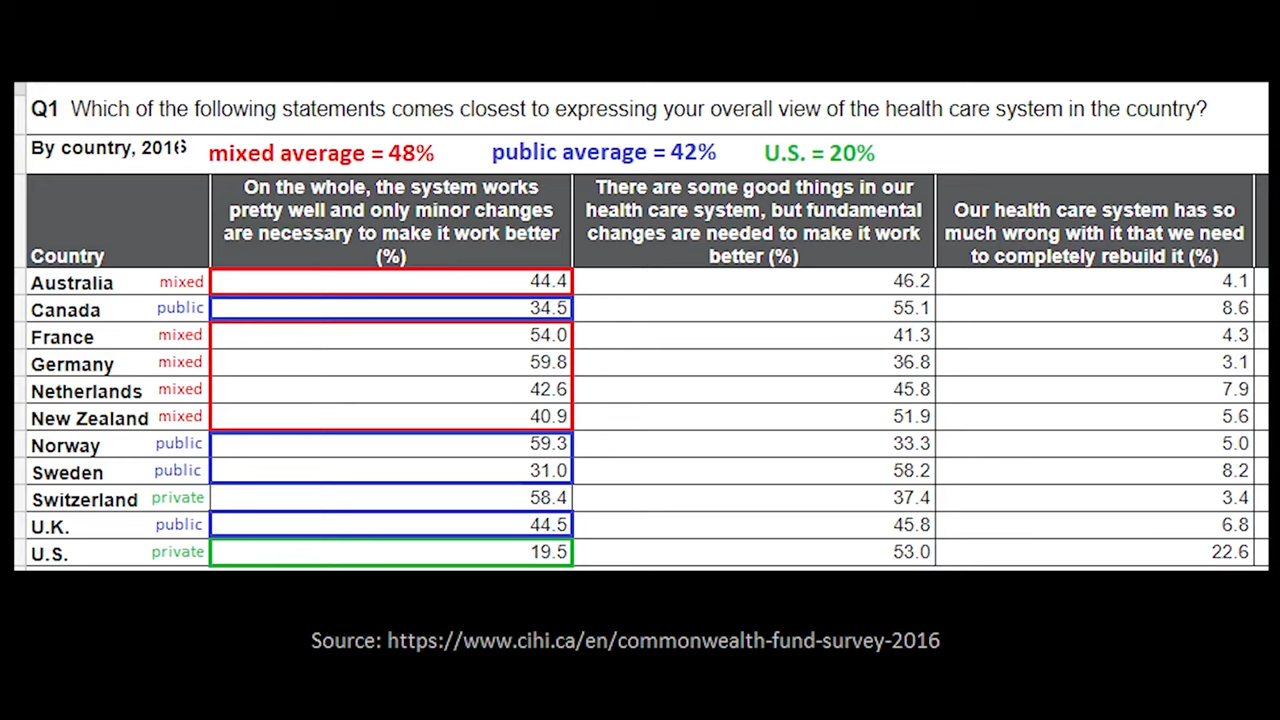 Q1 Which of the following statements comes closest to expressing your overall view of the health care system in the country?
By country, 2016 mixed average = 48% public average = 42% U.S. = 20%
Country
On the whole, the system works
pretty well and only minor changes
are necessary to make it work better
(%)
There are some good things in our
health care system, but fundamental
changes are needed to make it work
better (%)
Our health care system has so
much wrong with it that we need
to completely rebuild it (%)
Australia mixed 44.4 46.2 4.1
Canada public 34.5 55.1 8.6
France mixed 54.0 41.3 4.3
Germany mixed 59.8 36.8 3.1
Netherlands mixed 42.6 45.8 7.9
New Zealand mixed 40.9 51.9 5.6
Norway public 59.3 33.3 5.0
Sweden public 31.0 58.2 8.2
Switzerland private 58.4 37.4 3.4
U.K. public 44.5 45.8 6.8
U.S. private 19.5 53.0 22.6
Source: https://www.cihi.ca/en/commonwealth-fund-survey-2016